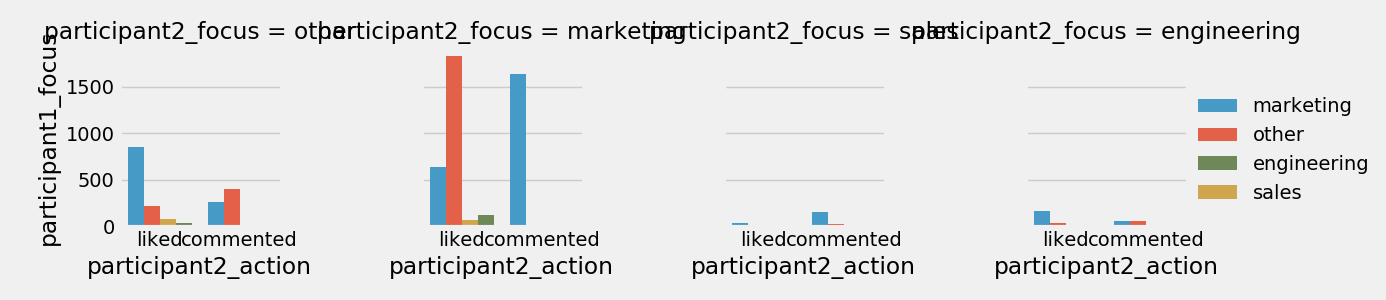 participant2_focus = other
participant2_focus = marketing
participant2_focus = sales
participant2_focus = engineering
participant1_focus
1500
1000
500
0
marketing
other
engineering
sales
liked commented
liked commented
liked commented
liked commented
participant2_action
participant2_action
participant2_action
participant2_action